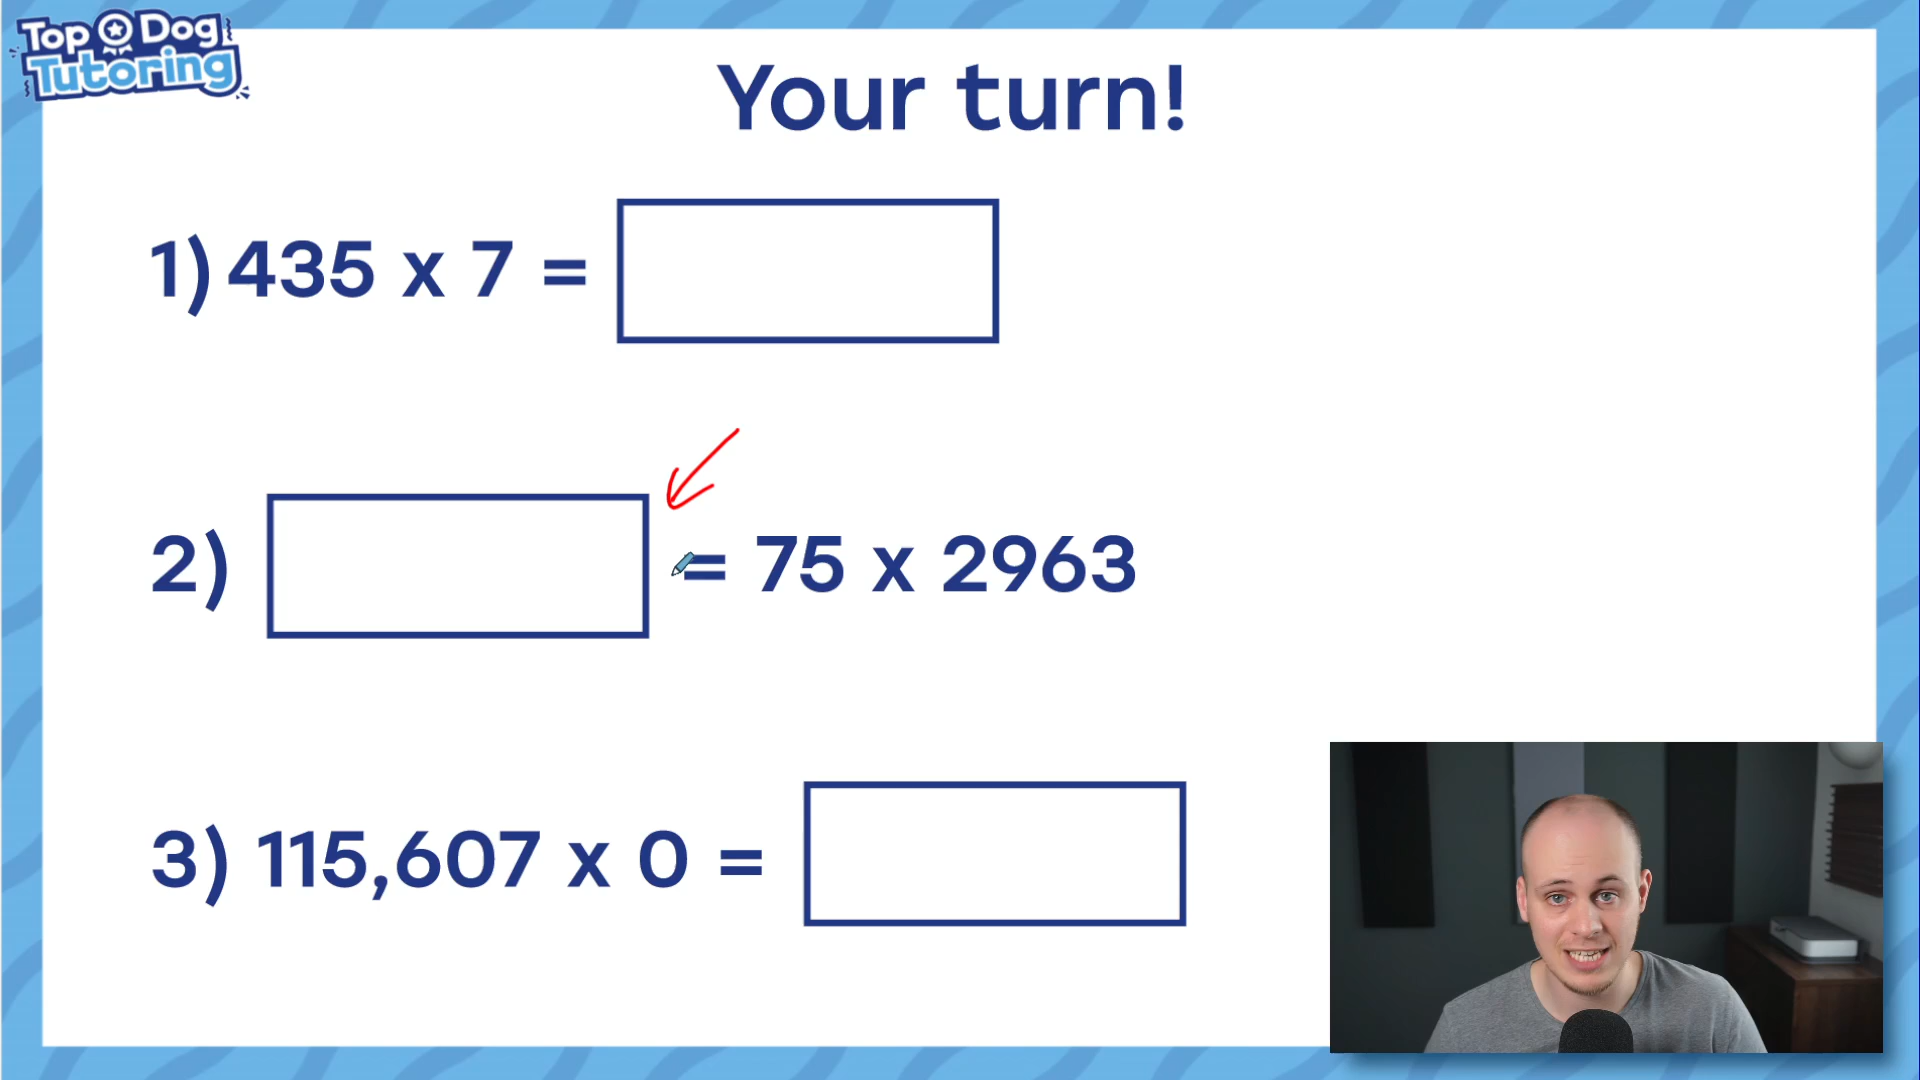 Top Dog
Tutoring
Your turn!
1) 435 x 7 =
2) = 75 x 2963
3) 115,607 x 0 =